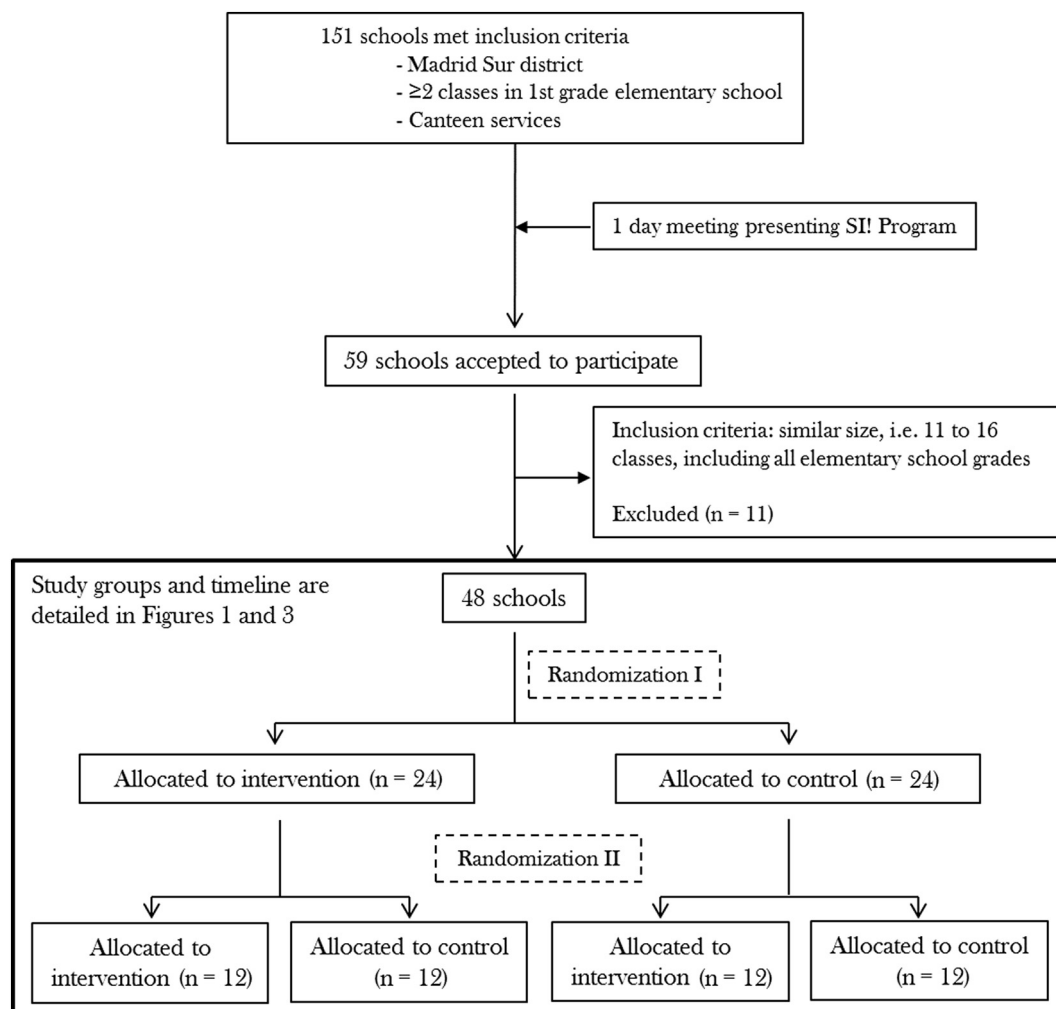 151 schools met inclusion criteria
- Madrid Sur district
- ≥2 classes in 1st grade elementary school
- Canteen services
1 day meeting presenting SI! Program
59 schools accepted to participate
Inclusion criteria: similar size, i.e. 11 to 16
classes, including all elementary school grades
Excluded (n = 11)
Study groups and timeline are
detailed in Figures 1 and 3
48 schools
Randomization I
Allocated to intervention (n = 24)
Allocated to control (n = 24)
Randomization II
Allocated to
intervention (n = 12)
Allocated to control
(n = 12)
Allocated to
intervention (n = 12)
Allocated to control
(n = 12)